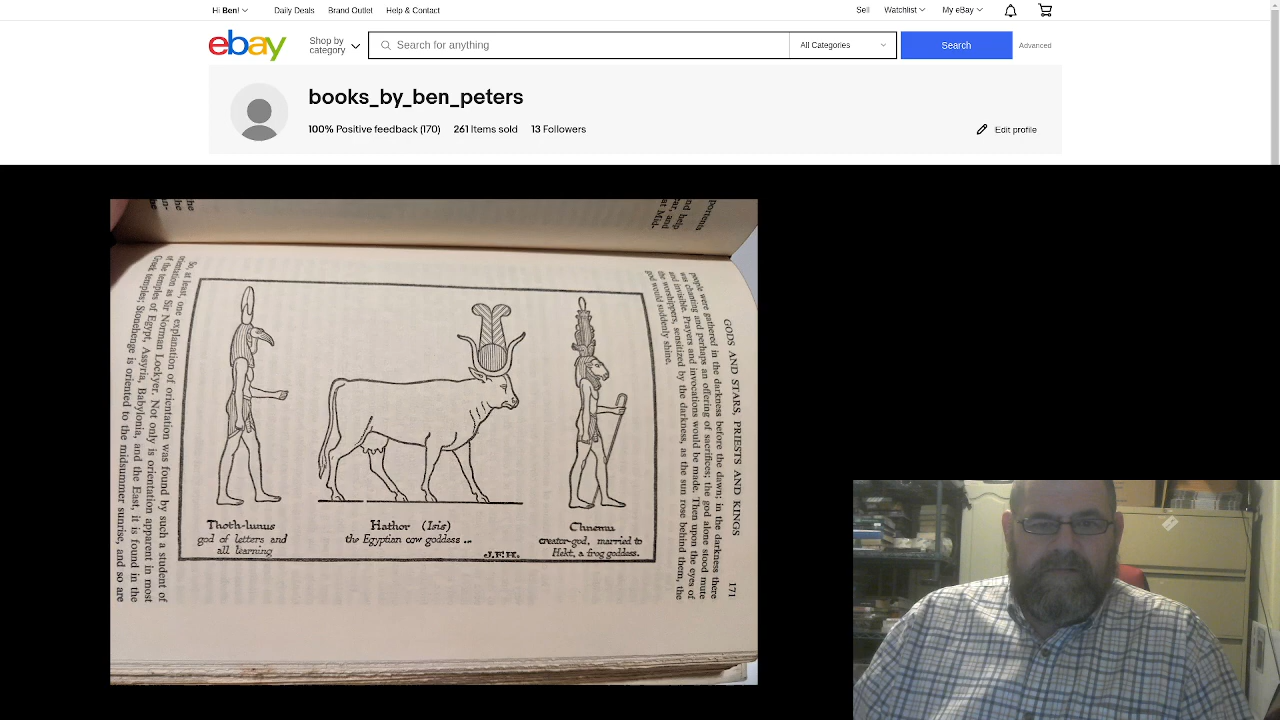 Hi Ben!
Daily Deals
Brand Outlet
Help & Contact
Sell
Watchlist
My eBay
ebay
Shop by
category
Search for anything
All Categories
Search
Advanced
books_by_ben_peters
100% Positive feedback (170)
261 Items sold
13 Followers
Edit profile
GODS AND STARS, PRIESTS AND KINGS 171
people were gathered in the darkness before the dawn; in the darkness there
was chanting and perhaps an offering of sacrifices; the god alone stood mute
and invisible. Prayers and invocations would be made. Then upon the eyes of
the worshippers, sensitized by the darkness, as the sun rose behind them, the
god would suddenly shine.
Thoth-lunus
god of letters and
all learning
Hathor (Isis)
the Egyptian cow goddess ...
J.F.H.
Chnemu
creator-god, married to
Hekt, a frog goddess.
So, at least, one explanation of orientation was found by such a student of
orientation as Sir Norman Lockyer. Not only is orientation apparent in most
of the temples of Egypt, Assyria, Babylonia, and the East, it is found in the
Greek temples; Stonehenge is oriented to the midsummer sunrise, and so are